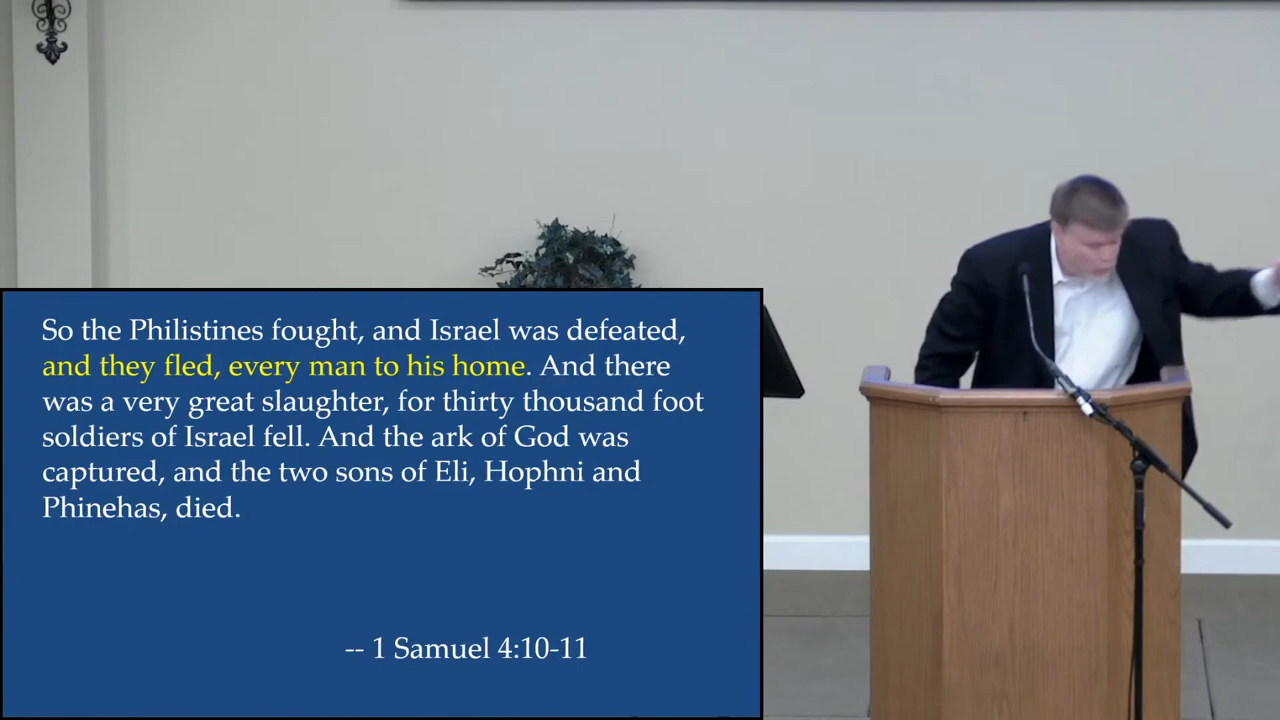 So the Philistines fought, and Israel was defeated,
and they fled, every man to his home. And there
was a very great slaughter, for thirty thousand foot
soldiers of Israel fell. And the ark of God was
captured, and the two sons of Eli, Hophni and
Phinehas, died.
-- 1 Samuel 4:10-11